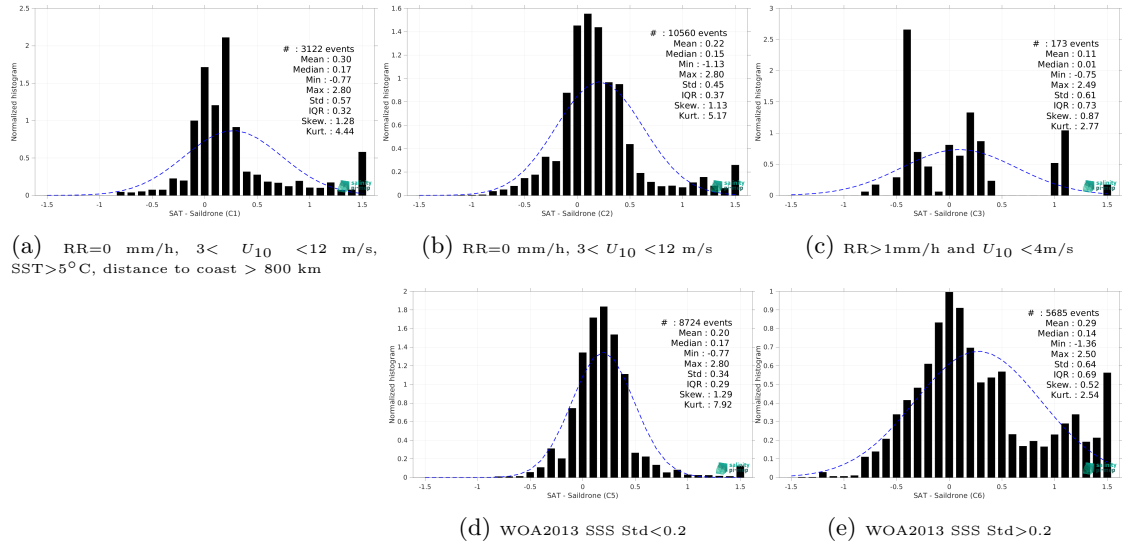 2.5
2
1.5
1
0.5
0
Normalized histogram
# : 3122 events
Mean : 0.30
Median : 0.17
Min : -0.77
Max : 2.80
Std : 0.57
IQR : 0.32
Skew. : 1.28
Kurt. : 4.44
-1.5 -1 -0.5 0 0.5 1 1.5
SAT - Saildrone (C1)
(a) RR=0 mm/h, 3< U10 <12 m/s,
SST>5°C, distance to coast > 800 km
1.6
1.4
1.2
1
0.8
0.6
0.4
0.2
0
Normalized histogram
# : 10560 events
Mean : 0.22
Median : 0.15
Min : -1.13
Max : 2.80
Std : 0.45
IQR : 0.37
Skew. : 1.13
Kurt. : 5.17
-1.5 -1 -0.5 0 0.5 1 1.5
SAT - Saildrone (C2)
(b) RR=0 mm/h, 3< U10 <12 m/s
3
2.5
2
1.5
1
0.5
0
Normalized histogram
# : 173 events
Mean : 0.11
Median : 0.01
Min : -0.75
Max : 2.49
Std : 0.61
IQR : 0.73
Skew. : 0.87
Kurt. : 2.77
-1.5 -1 -0.5 0 0.5 1 1.5
SAT - Saildrone (C3)
(c) RR>1mm/h and U10 <4m/s
2
1.8
1.6
1.4
1.2
1
0.8
0.6
0.4
0.2
0
Normalized histogram
# : 8724 events
Mean : 0.20
Median : 0.17
Min : -0.77
Max : 2.80
Std : 0.34
IQR : 0.29
Skew. : 1.29
Kurt. : 7.92
-1.5 -1 -0.5 0 0.5 1 1.5
SAT - Saildrone (C5)
(d) WOA2013 SSS Std<0.2
1
0.9
0.8
0.7
0.6
0.5
0.4
0.3
0.2
0.1
0
Normalized histogram
# : 5685 events
Mean : 0.29
Median : 0.14
Min : -1.36
Max : 2.50
Std : 0.64
IQR : 0.69
Skew. : 0.52
Kurt. : 2.54
-1.5 -1 -0.5 0 0.5 1 1.5
SAT - Saildrone (C6)
(e) WOA2013 SSS Std>0.2